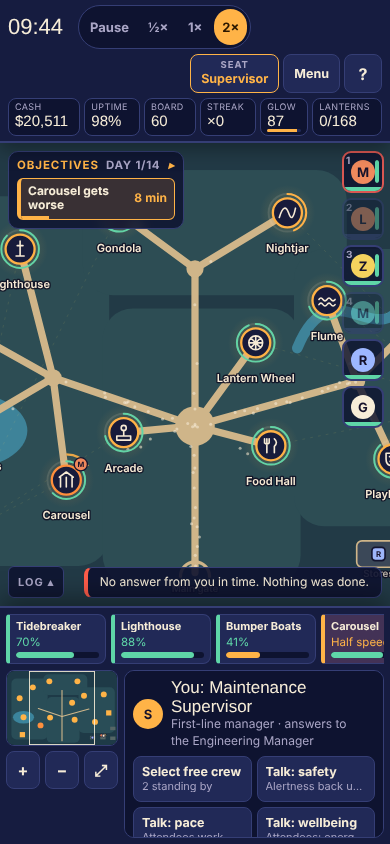 09:44
Pause ½× 1× 2×
SEAT
Supervisor
Menu
?
CASH
$20,511
UPTIME
98%
BOARD
60
STREAK
×0
GLOW
87
LANTERNS
0/168
OBJECTIVES DAY 1/14 ▸
Carousel gets worse
8 min
1 M
2 L
3 Z
4 M
R
G
Gondola
Nightjar
ghthouse
Flume
Lantern Wheel
Arcade
Food Hall
M
Carousel
Playl
R
LOG ▴
No answer from you in time. Nothing was done.
Tidebreaker
70%
Lighthouse
88%
Bumper Boats
41%
Carousel
Half spee
+ −
S
You: Maintenance
Supervisor
First-line manager · answers to
the Engineering Manager
Select free crew
2 standing by
Talk: safety
Alertness back u...
Talk: pace
Talk: wellbeing